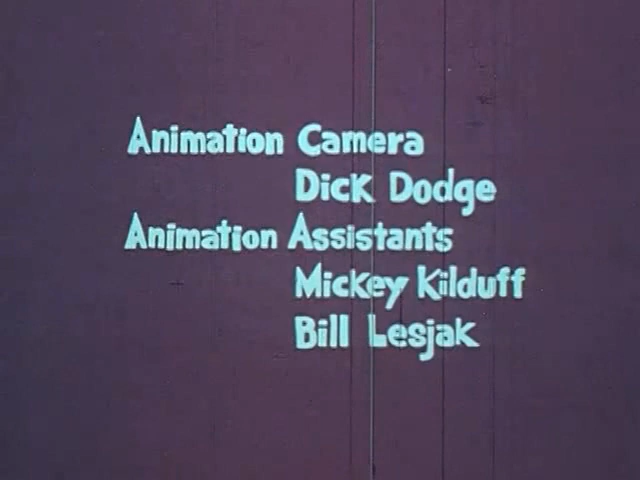 Animation Camera
Dick Dodge
Animation Assistants
Mickey Kilduff
Bill Lesjak